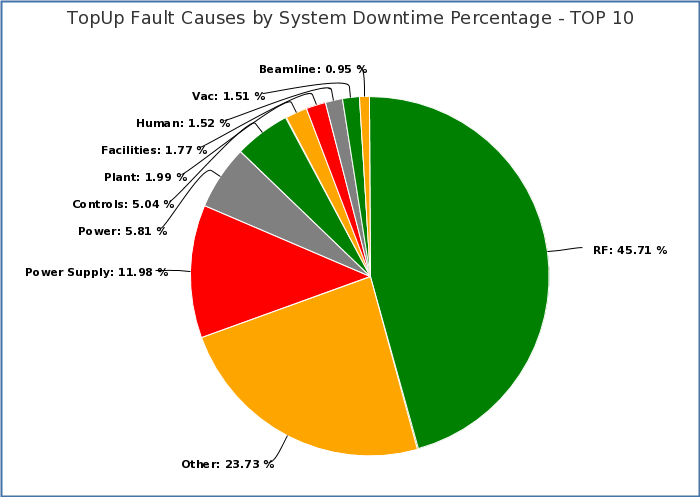 TopUp Fault Causes by System Downtime Percentage - TOP 10
Beamline: 0.95 %
Vac: 1.51 %
Human: 1.52 %
Facilities: 1.77 %
Plant: 1.99 %
Controls: 5.04 %
Power: 5.81 %
RF: 45.71 %
Power Supply: 11.98 %
Other: 23.73 %